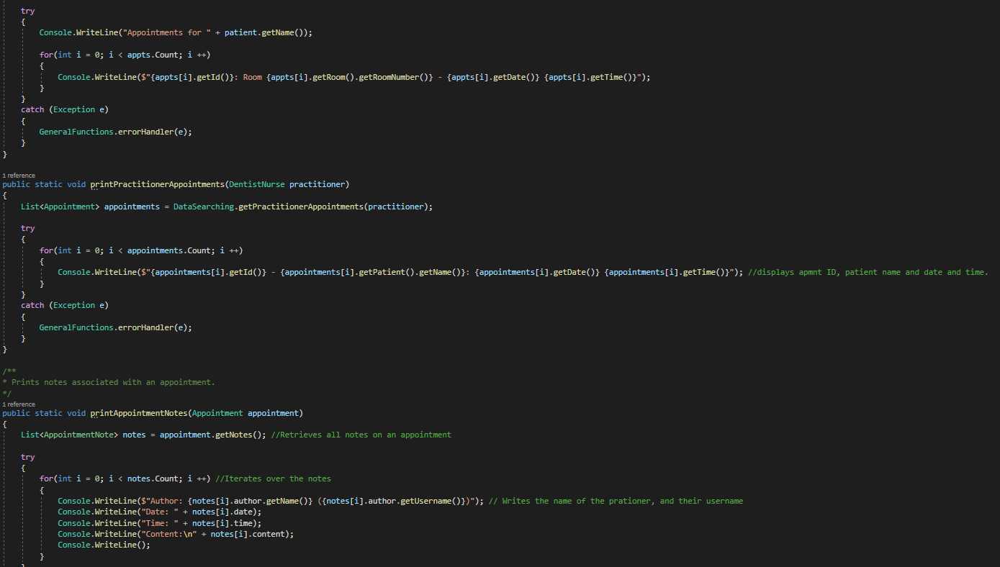 try
{
Console.WriteLine("Appointments for " + patient.getName());
for(int i = 0; i < appts.Count; i ++)
{
Console.WriteLine($"{appts[i].getId()}: Room {appts[i].getRoom().getRoomNumber()} - {appts[i].getDate()} {appts[i].getTime()}");
}
}
catch (Exception e)
{
GeneralFunctions.errorHandler(e);
}
}
1 reference
public static void printPractitionerAppointments(DentistNurse practitioner)
{
List<Appointment> appointments = DataSearching.getPractitionerAppointments(practitioner);
try
{
for(int i = 0; i < appointments.Count; i ++)
{
Console.WriteLine($"{appointments[i].getId()} - {appointments[i].getPatient().getName()}: {appointments[i].getDate()} {appointments[i].getTime()}"); //displays apmnt ID, patient name and date and time.
}
}
catch (Exception e)
{
GeneralFunctions.errorHandler(e);
}
}
/**
* Prints notes associated with an appointment.
*/
1 reference
public static void printAppointmentNotes(Appointment appointment)
{
List<AppointmentNote> notes = appointment.getNotes(); //Retrieves all notes on an appointment
try
{
for(int i = 0; i < notes.Count; i ++) //Iterates over the notes
{
Console.WriteLine($"Author: {notes[i].author.getName()} ({notes[i].author.getUsername()})"); // Writes the name of the prationer, and their username
Console.WriteLine("Date: " + notes[i].date);
Console.WriteLine("Time: " + notes[i].time);
Console.WriteLine("Content:\n" + notes[i].content);
Console.WriteLine();
}
}